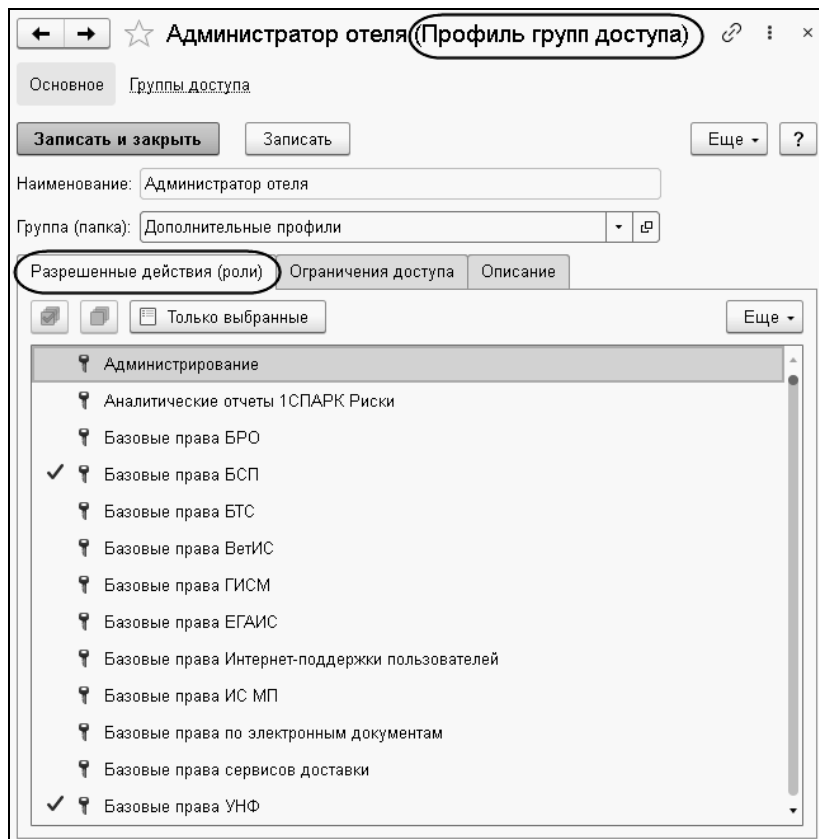 Администратор отеля (Профиль групп доступа)
Основное Группы доступа
Записать и закрыть Записать Еще ?
Наименование: Администратор отеля
Группа (папка): Дополнительные профили
Разрешенные действия (роли) Ограничения доступа Описание
Только выбранные Еще
Администрирование
Аналитические отчеты 1СПАРК Риски
Базовые права БРО
Базовые права БСП
Базовые права БТС
Базовые права ВетИС
Базовые права ГИСМ
Базовые права ЕГАИС
Базовые права Интернет-поддержки пользователей
Базовые права ИС МП
Базовые права по электронным документам
Базовые права сервисов доставки
Базовые права УНФ